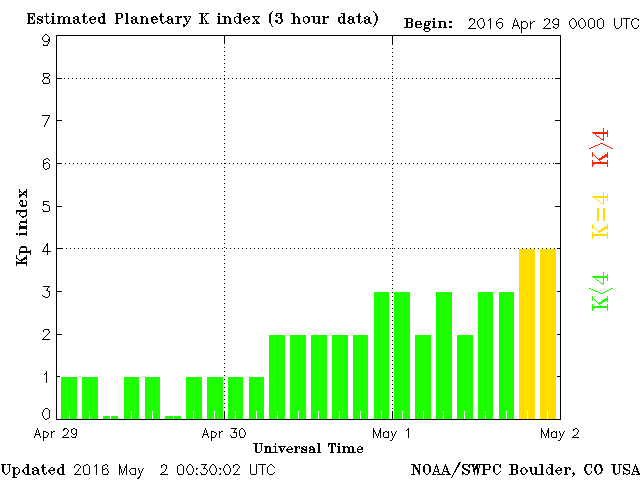 Estimated Planetary K index (3 hour data)
Begin: 2016 Apr 29 0000 UTC
9
8
7
6
5
4
3
2
1
0
Kp index
K<4 K=4 K>4
Apr 29 Apr 30 May 1 May 2
Universal Time
Updated 2016 May 2 00:30:02 UTC
NOAA/SWPC Boulder, CO USA